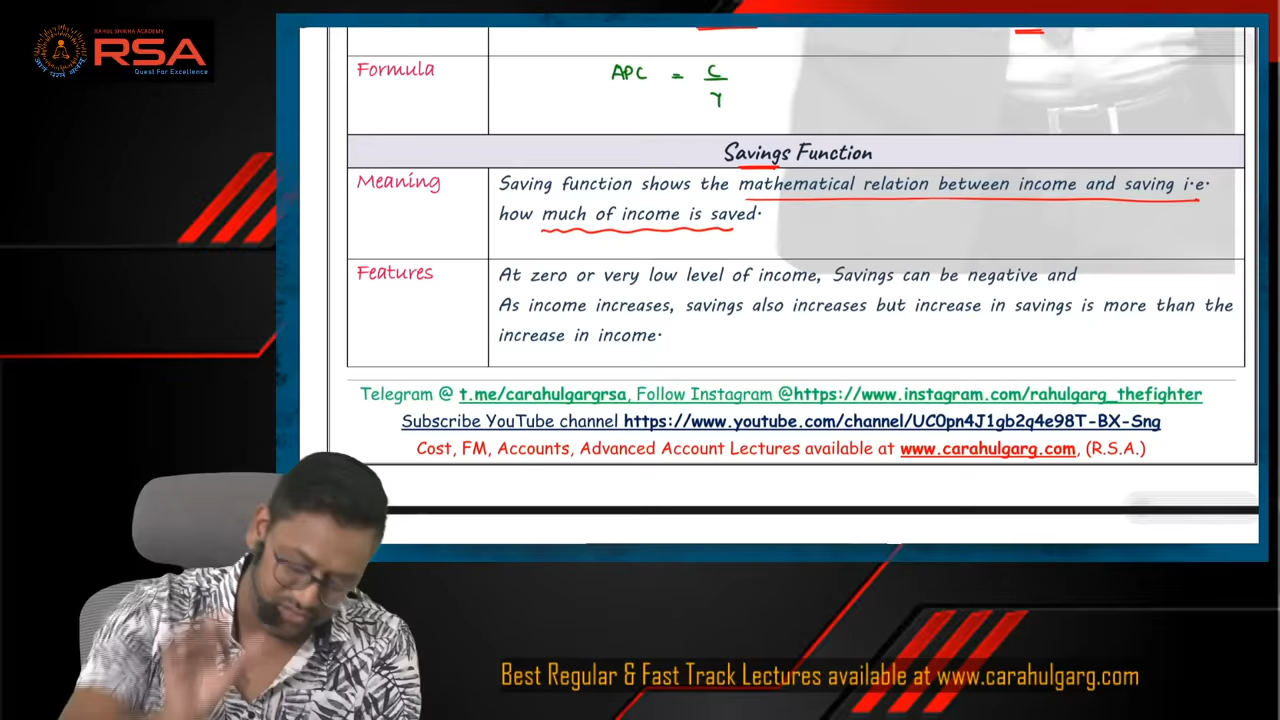 RAHUL SHIKHA ACADEMY
RSA
Quest For Excellence
Formula
APC = C
Y
Savings Function
Meaning
Saving function shows the mathematical relation between income and saving i.e.
how much of income is saved.
Features
At zero or very low level of income, Savings can be negative and
As income increases, savings also increases but increase in savings is more than the
increase in income.
Telegram @ t.me/carahulgargrsa, Follow Instagram @https://www.instagram.com/rahulgarg_thefighter
Subscribe YouTube channel https://www.youtube.com/channel/UC0pn4J1gb2q4e98T-BX-Sng
Cost, FM, Accounts, Advanced Account Lectures available at www.carahulgarg.com, (R.S.A.)
Best Regular & Fast Track Lectures available at www.carahulgarg.com